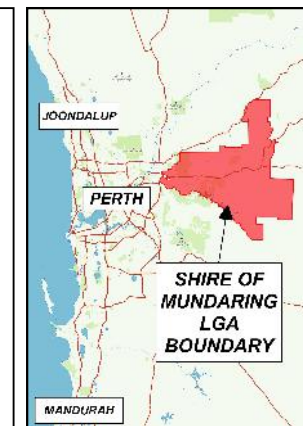 JOONDALUP
PERTH
SHIRE OF
MUNDARING
LGA
BOUNDARY
MANDURAH